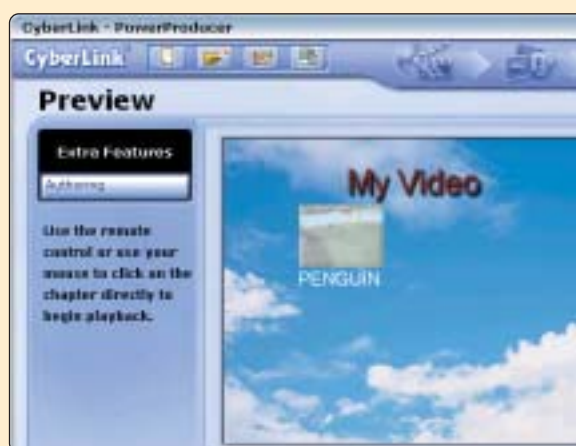 CyberLink - PowerProducer
CyberLink
Preview
Extra Features
Authoring
Use the remote
control or use your
mouse to click on the
chapter directly to
begin playback.
My Video
PENGUIN